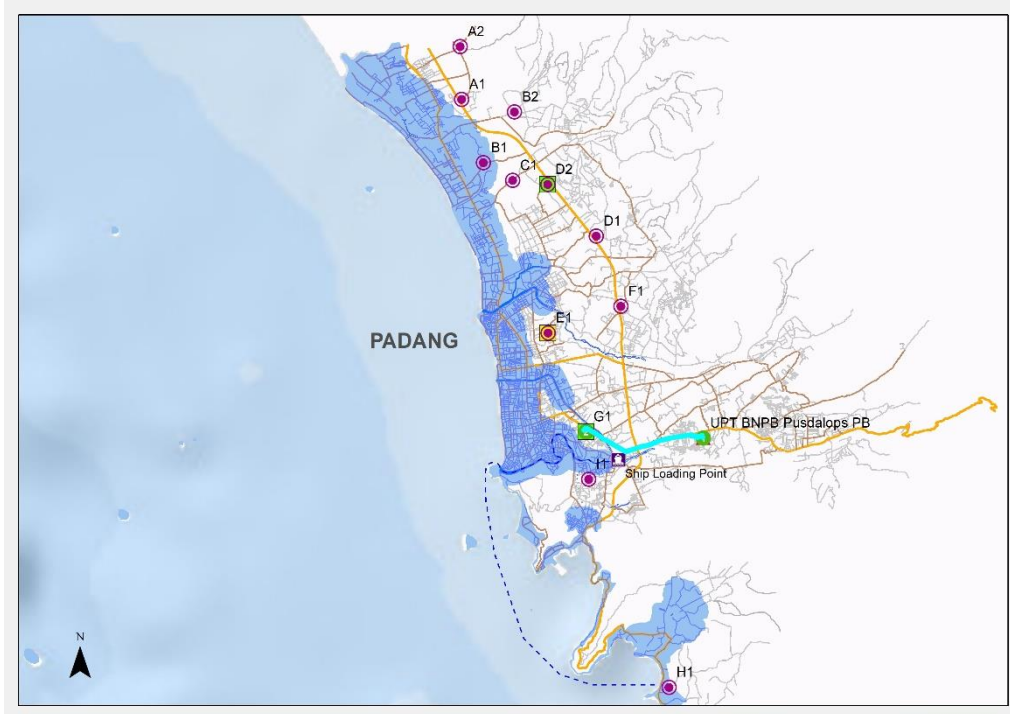 A2
A1
B2
B1
C1
D2
D1
F1
E1
PADANG
G1
UPT BNPB Pusdalops PB
I1
Ship Loading Point
N
H1